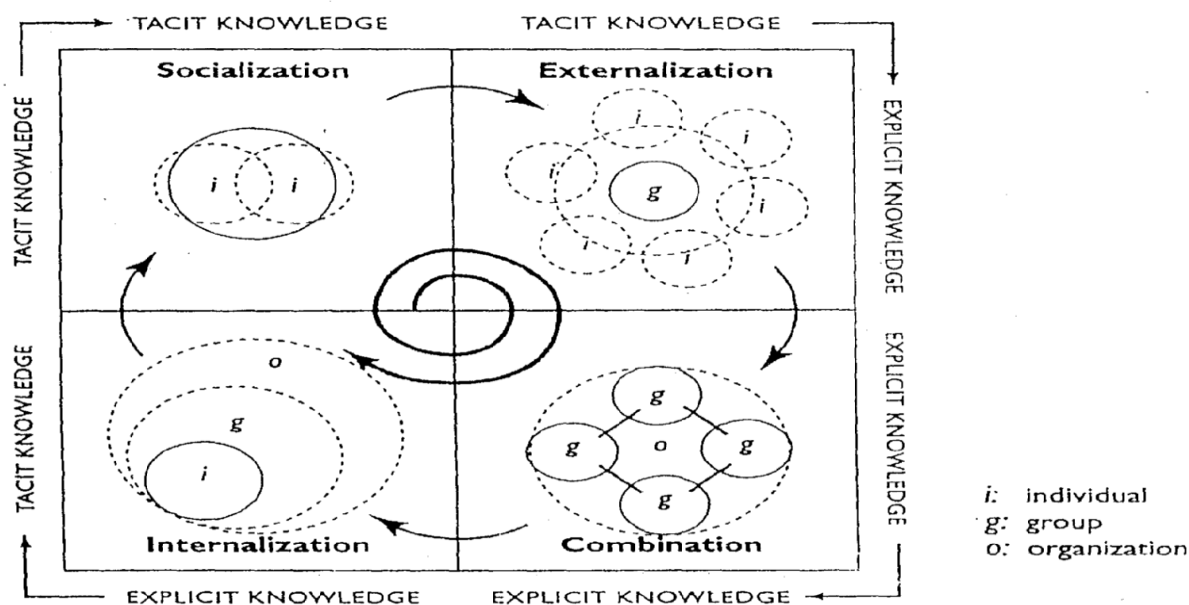 TACIT KNOWLEDGE
TACIT KNOWLEDGE
Socialization
Externalization
TACIT KNOWLEDGE
EXPLICIT KNOWLEDGE
i
i
i
i
i
i
i
i
g
TACIT KNOWLEDGE
EXPLICIT KNOWLEDGE
o
g
i
g
g
o
g
g
Internalization
Combination
EXPLICIT KNOWLEDGE
EXPLICIT KNOWLEDGE
i: individual
g: group
o: organization